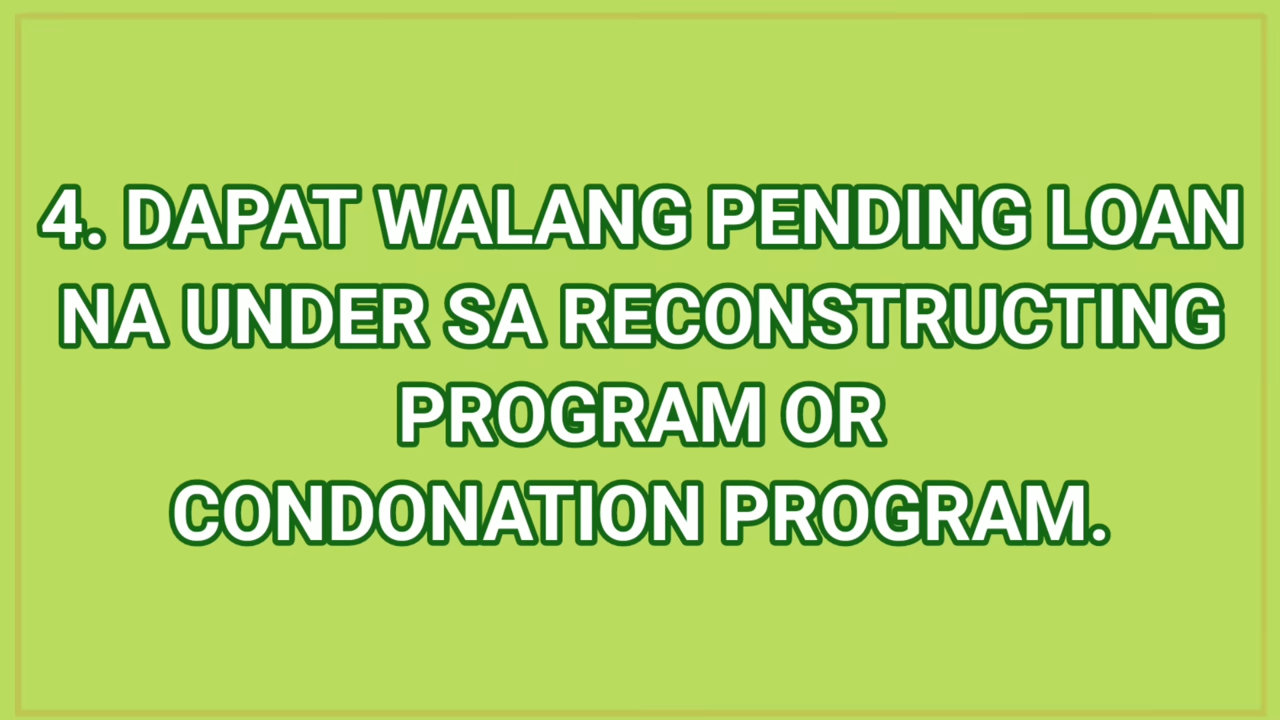 4. DAPAT WALANG PENDING LOAN
NA UNDER SA RECONSTRUCTING
PROGRAM OR
CONDONATION PROGRAM.